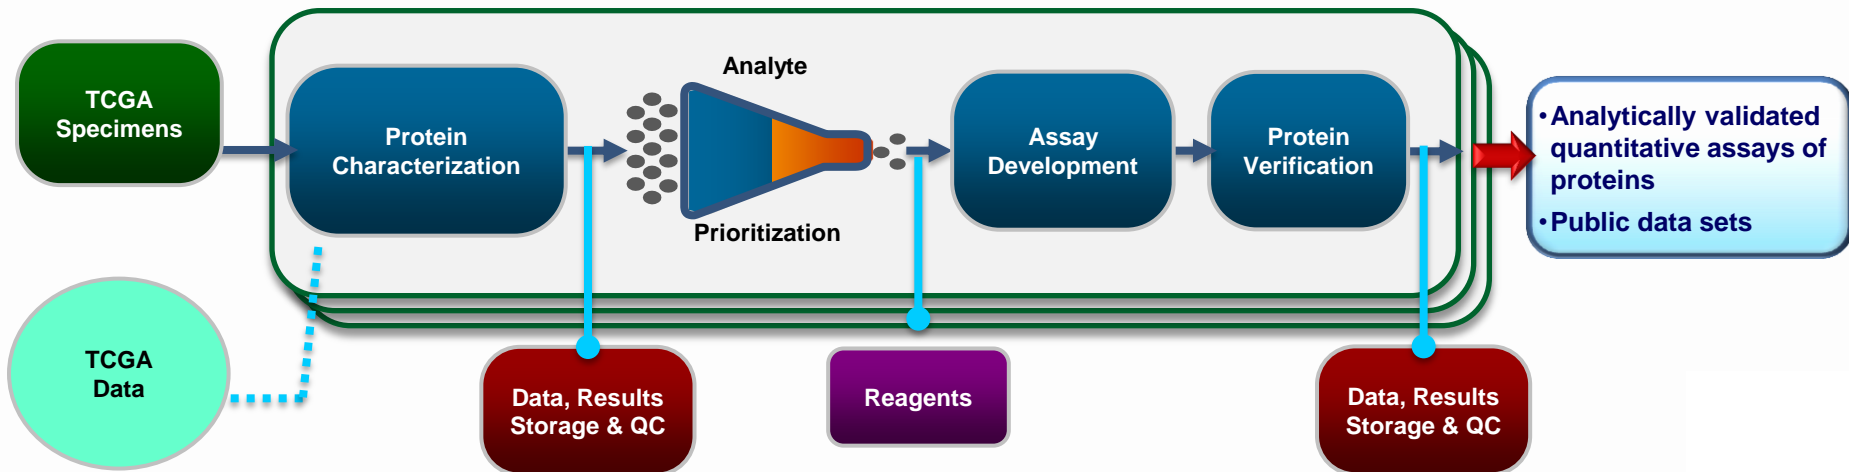 TCGA
Specimens
Protein
Characterization
Analyte
Prioritization
Assay
Development
Protein
Verification
•Analytically validated
quantitative assays of
proteins
•Public data sets
TCGA
Data
Data, Results
Storage & QC
Reagents
Data, Results
Storage & QC